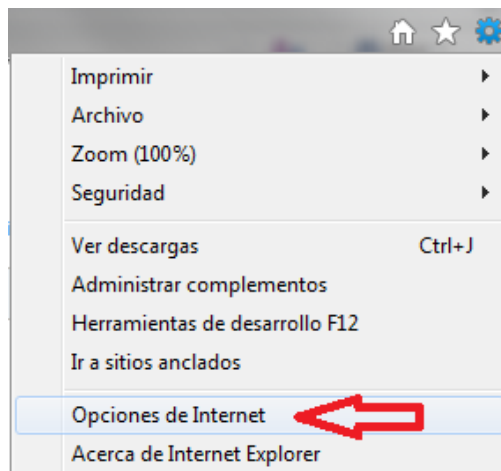 Imprimir
Archivo
Zoom (100%)
Seguridad
Ver descargas Ctrl+J
Administrar complementos
Herramientas de desarrollo F12
Ir a sitios anclados
Opciones de Internet
Acerca de Internet Explorer